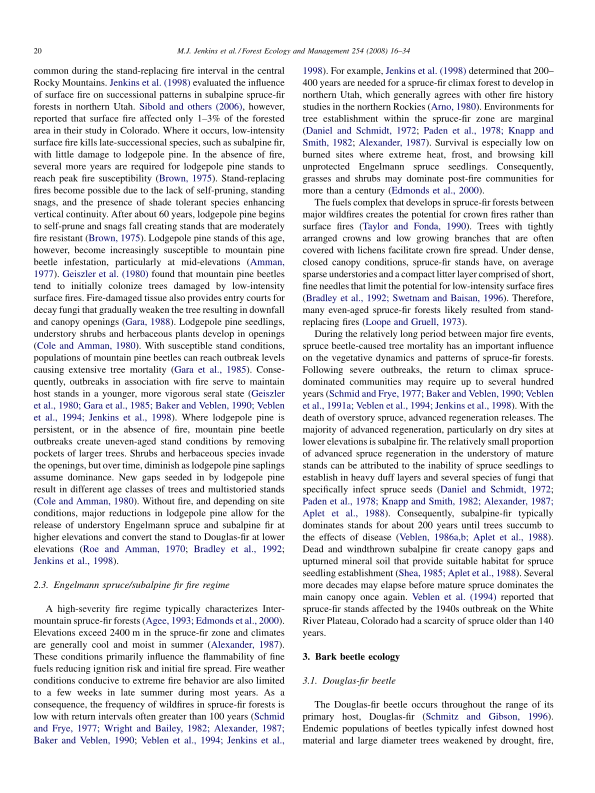 20
M.J. Jenkins et al. / Forest Ecology and Management 254 (2008) 16–34
common during the stand-replacing fire interval in the central
Rocky Mountains. Jenkins et al. (1998) evaluated the influence
of surface fire on successional patterns in subalpine spruce-fir
forests in northern Utah. Sibold and others (2006), however,
reported that surface fire affected only 1–3% of the forested
area in their study in Colorado. Where it occurs, low-intensity
surface fire kills late-successional species, such as subalpine fir,
with little damage to lodgepole pine. In the absence of fire,
several more years are required for lodgepole pine stands to
reach peak fire susceptibility (Brown, 1975). Stand-replacing
fires become possible due to the lack of self-pruning, standing
snags, and the presence of shade tolerant species enhancing
vertical continuity. After about 60 years, lodgepole pine begins
to self-prune and snags fall creating stands that are moderately
fire resistant (Brown, 1975). Lodgepole pine stands of this age,
however, become increasingly susceptible to mountain pine
beetle infestation, particularly at mid-elevations (Amman,
1977). Geiszler et al. (1980) found that mountain pine beetles
tend to initially colonize trees damaged by low-intensity
surface fires. Fire-damaged tissue also provides entry courts for
decay fungi that gradually weaken the tree resulting in downfall
and canopy openings (Gara, 1988). Lodgepole pine seedlings,
understory shrubs and herbaceous plants develop in openings
(Cole and Amman, 1980). With susceptible stand conditions,
populations of mountain pine beetles can reach outbreak levels
causing extensive tree mortality (Gara et al., 1985). Conse-
quently, outbreaks in association with fire serve to maintain
host stands in a younger, more vigorous seral state (Geiszler
et al., 1980; Gara et al., 1985; Baker and Veblen, 1990; Veblen
et al., 1994; Jenkins et al., 1998). Where lodgepole pine is
persistent, or in the absence of fire, mountain pine beetle
outbreaks create uneven-aged stand conditions by removing
pockets of larger trees. Shrubs and herbaceous species invade
the openings, but over time, diminish as lodgepole pine saplings
assume dominance. New gaps seeded in by lodgepole pine
result in different age classes of trees and multistoried stands
(Cole and Amman, 1980). Without fire, and depending on site
conditions, major reductions in lodgepole pine allow for the
release of understory Engelmann spruce and subalpine fir at
higher elevations and convert the stand to Douglas-fir at lower
elevations (Roe and Amman, 1970; Bradley et al., 1992;
Jenkins et al., 1998).
2.3. Engelmann spruce/subalpine fir fire regime
A high-severity fire regime typically characterizes Inter-
mountain spruce-fir forests (Agee, 1993; Edmonds et al., 2000).
Elevations exceed 2400 m in the spruce-fir zone and climates
are generally cool and moist in summer (Alexander, 1987).
These conditions primarily influence the flammability of fine
fuels reducing ignition risk and initial fire spread. Fire weather
conditions conducive to extreme fire behavior are also limited
to a few weeks in late summer during most years. As a
consequence, the frequency of wildfires in spruce-fir forests is
low with return intervals often greater than 100 years (Schmid
and Frye, 1977; Wright and Bailey, 1982; Alexander, 1987;
Baker and Veblen, 1990; Veblen et al., 1994; Jenkins et al.,
1998). For example, Jenkins et al. (1998) determined that 200–
400 years are needed for a spruce-fir climax forest to develop in
northern Utah, which generally agrees with other fire history
studies in the northern Rockies (Arno, 1980). Environments for
tree establishment within the spruce-fir zone are marginal
(Daniel and Schmidt, 1972; Paden et al., 1978; Knapp and
Smith, 1982; Alexander, 1987). Survival is especially low on
burned sites where extreme heat, frost, and browsing kill
unprotected Engelmann spruce seedlings. Consequently,
grasses and shrubs may dominate post-fire communities for
more than a century (Edmonds et al., 2000).
The fuels complex that develops in spruce-fir forests between
major wildfires creates the potential for crown fires rather than
surface fires (Taylor and Fonda, 1990). Trees with tightly
arranged crowns and low growing branches that are often
covered with lichens facilitate crown fire spread. Under dense,
closed canopy conditions, spruce-fir stands have, on average
sparse understories and a compact litter layer comprised of short,
fine needles that limit the potential for low-intensity surface fires
(Bradley et al., 1992; Swetnam and Baisan, 1996). Therefore,
many even-aged spruce-fir forests likely resulted from stand-
replacing fires (Loope and Gruell, 1973).
During the relatively long period between major fire events,
spruce beetle-caused tree mortality has an important influence
on the vegetative dynamics and patterns of spruce-fir forests.
Following severe outbreaks, the return to climax spruce-
dominated communities may require up to several hundred
years (Schmid and Frye, 1977; Baker and Veblen, 1990; Veblen
et al., 1991a; Veblen et al., 1994; Jenkins et al., 1998). With the
death of overstory spruce, advanced regeneration releases. The
majority of advanced regeneration, particularly on dry sites at
lower elevations is subalpine fir. The relatively small proportion
of advanced spruce regeneration in the understory of mature
stands can be attributed to the inability of spruce seedlings to
establish in heavy duff layers and several species of fungi that
specifically infect spruce seeds (Daniel and Schmidt, 1972;
Paden et al., 1978; Knapp and Smith, 1982; Alexander, 1987;
Aplet et al., 1988). Consequently, subalpine-fir typically
dominates stands for about 200 years until trees succumb to
the effects of disease (Veblen, 1986a,b; Aplet et al., 1988).
Dead and windthrown subalpine fir create canopy gaps and
upturned mineral soil that provide suitable habitat for spruce
seedling establishment (Shea, 1985; Aplet et al., 1988). Several
more decades may elapse before mature spruce dominates the
main canopy once again. Veblen et al. (1994) reported that
spruce-fir stands affected by the 1940s outbreak on the White
River Plateau, Colorado had a scarcity of spruce older than 140
years.
3. Bark beetle ecology
3.1. Douglas-fir beetle
The Douglas-fir beetle occurs throughout the range of its
primary host, Douglas-fir (Schmitz and Gibson, 1996).
Endemic populations of beetles typically infest downed host
material and large diameter trees weakened by drought, fire,